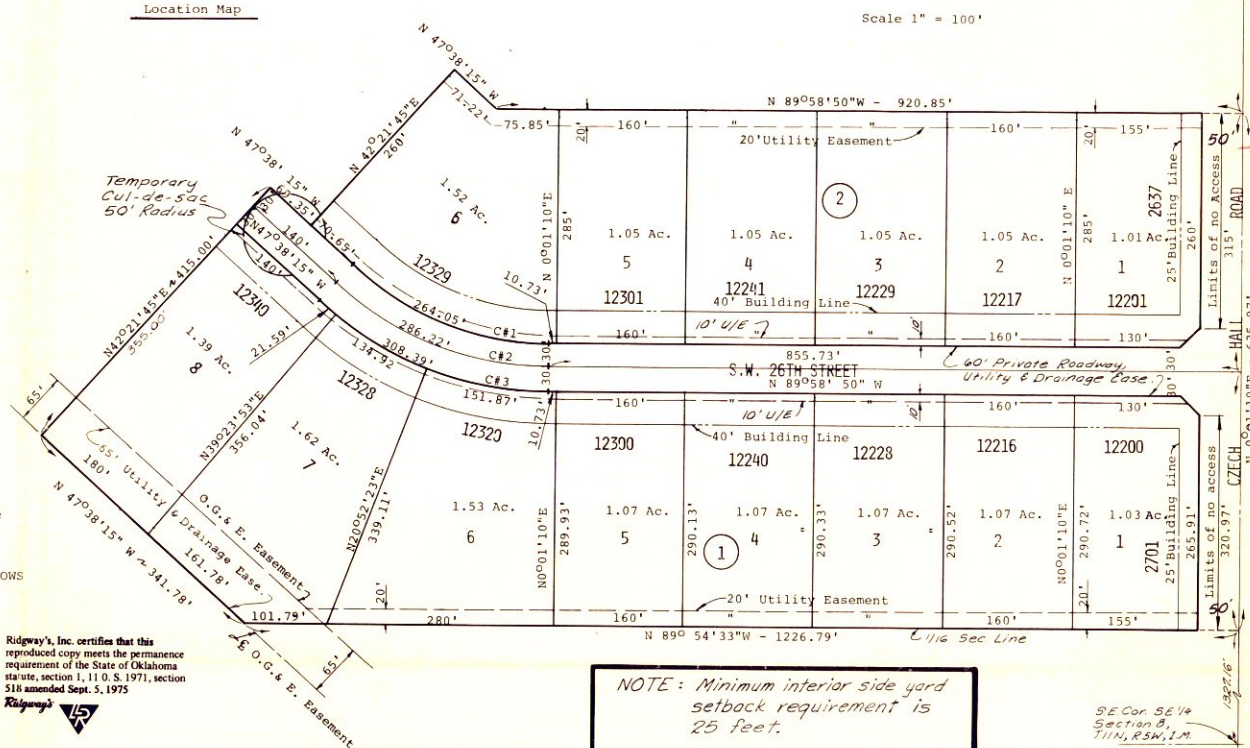 Location Map
Scale 1" = 100'
N 47°38'15" W
71.22'
75.85'
N 42°21'45"E
260'
N 89°58'50"W - 920.85'
20'
160'
"
"
160'
20'
155'
50'
20' Utility Easement
Temporary
Cul-de-sac
50' Radius
N 47°38' 15" W
60.35'
70.65'
1.52 Ac.
6
12329
10.73'
N 0°01'10"E
285'
1.05 Ac.
5
12301
1.05 Ac.
4
12241
2
1.05 Ac.
3
12229
1.05 Ac.
2
12217
N 0°01'10" E
285'
1.01 Ac.
1
12201
2637
25' Building Line
260'
Limits of no Access
315'
HALL ROAD
40' Building Line
10' U/E
10'
160'
"
"
160'
130'
30'
30'
N47°38'15" W
140'
140'
264.05'
C#1
286.22'
C#2
308.39'
C#3
30
30
855.73'
S.W. 26TH STREET
N 89°58' 50" W
60' Private Roadway,
Utility & Drainage Ease.
N42°21'45"E ~ 415.00'
355.00'
12340
1.39 Ac.
8
21.59'
134.92
12328
151.87'
12320
10.73'
160'
"
"
160'
130'
10' U/E
10'
40' Building Line
12300
12240
12228
12216
12200
N39°23'53"E
356.04'
1.62 Ac.
7
N20°52'23"E
339.11'
1.53 Ac.
6
N0°01'10"E
289.93'
1.07 Ac.
5
290.13'
1
1.07 Ac.
4
"
290.33'
1.07 Ac.
3
"
290.52'
1.07 Ac.
2
N0°01'10"E
290.72'
1.03 Ac.
1
2701
25' Building Line
265.91'
Limits of no access
320.97'
CZECH
65'
65' Utility & Drainage Ease.
O.G.& E. Easement
180'
161.78'
N 47°38'15" W ~ 341.78'
101.79'
20'
280'
160'
20' Utility Easement
"
"
20'
160'
155'
50'
N 89° 54'33"W - 1226.79'
1/16 Sec Line
65'
℄ O.G.& E. Easement
OWS
Ridgway's, Inc. certifies that this
reproduced copy meets the permanence
requirement of the State of Oklahoma
statute, section 1, 11 O. S. 1971, section
518 amended Sept. 5, 1975
Ridgway's
NOTE : Minimum interior side yard
setback requirement is
25 feet.
1327.16'
S.E. Cor. SE 1/4
Section 8,
T11N, R5W, I.M.